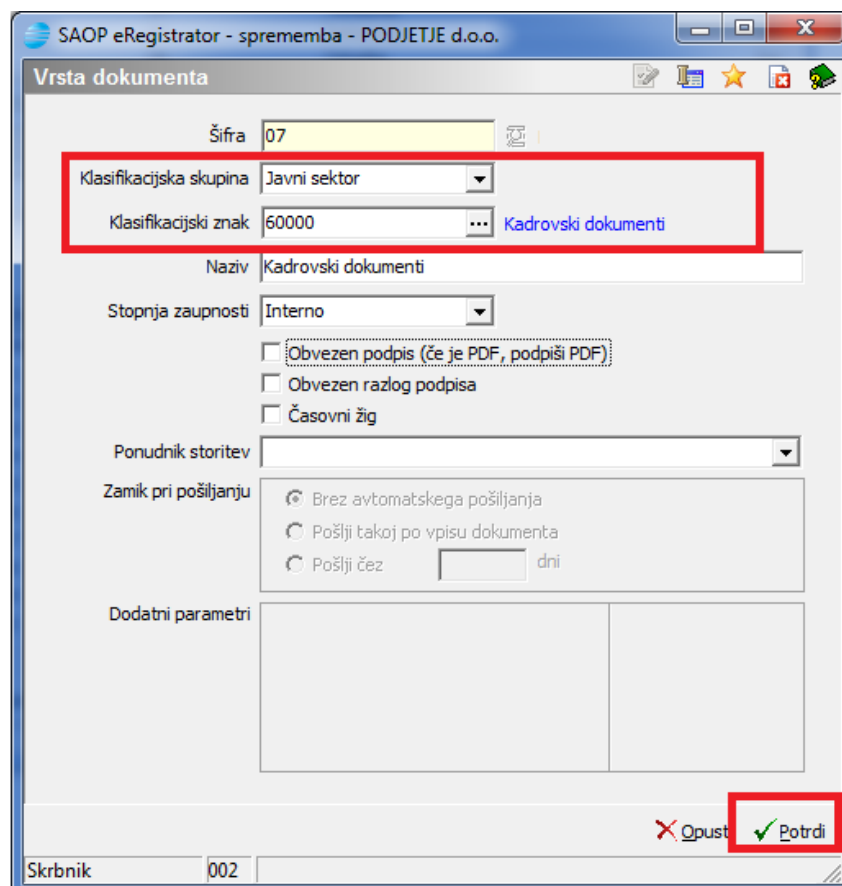 SAOP eRegistrator - sprememba - PODJETJE d.o.o.
Vrsta dokumenta
Šifra 07
Klasifikacijska skupina Javni sektor
Klasifikacijski znak 60000 ... Kadrovski dokumenti
Naziv Kadrovski dokumenti
Stopnja zaupnosti Interno
Obvezen podpis (če je PDF, podpiši PDF)
Obvezen razlog podpisa
Časovni žig
Ponudnik storitev
Zamik pri pošiljanju
Brez avtomatskega pošiljanja
Pošlji takoj po vpisu dokumenta
Pošlji čez dni
Dodatni parametri
Opust Potrdi
Skrbnik 002